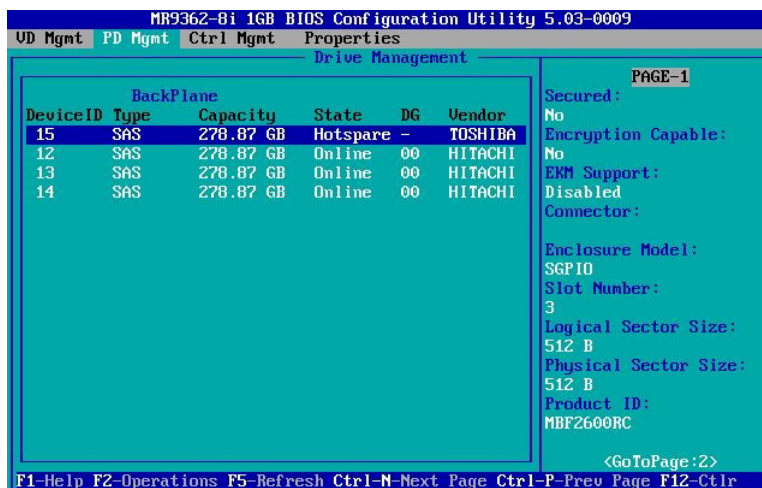 MR9362-8i 1GB BIOS Configuration Utility 5.03-0009
VD Mgmt PD Mgmt Ctrl Mgmt Properties
Drive Management
BackPlane
DeviceID Type Capacity State DG Vendor
15 SAS 278.87 GB Hotspare - TOSHIBA
12 SAS 278.87 GB Online 00 HITACHI
13 SAS 278.87 GB Online 00 HITACHI
14 SAS 278.87 GB Online 00 HITACHI
PAGE-1
Secured:
No
Encryption Capable:
No
EKM Support:
Disabled
Connector:
Enclosure Model:
SGPIO
Slot Number:
3
Logical Sector Size:
512 B
Physical Sector Size:
512 B
Product ID:
MBF2600RC
<GoToPage:2>
F1-Help F2-Operations F5-Refresh Ctrl-N-Next Page Ctrl-P-Prev Page F12-Ctlr